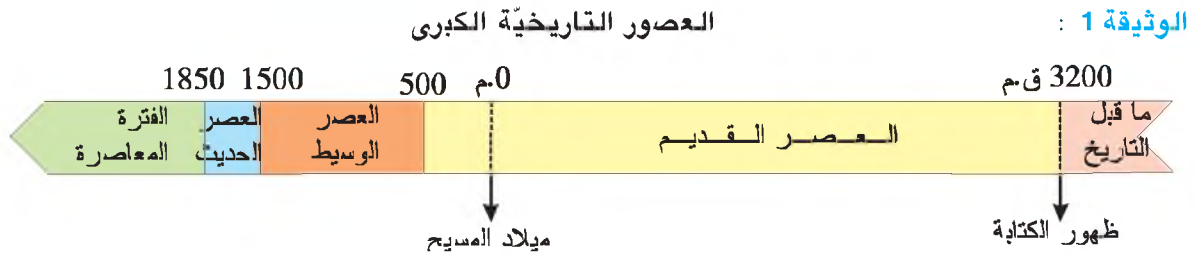 الوثيقة 1 :
العصور التاريخيّة الكبرى
3200 ق.م
0.م
500
1500
1850
ما قبل
التاريخ
العصر القديم
العصر
الوسيط
العصر
الحديث
الفترة
المعاصرة
ظهور الكتابة
ميلاد المسيح